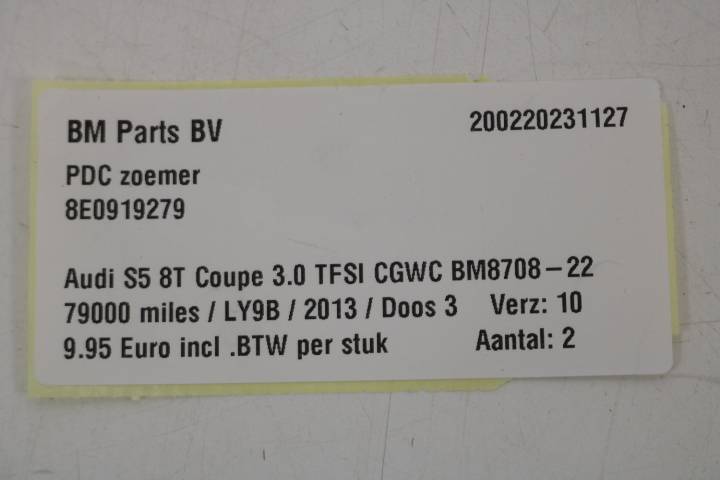 BM Parts BV 200220231127
PDC zoemer
8E0919279
Audi S5 8T Coupe 3.0 TFSI CGWC BM8708-22
79000 miles / LY9B / 2013 / Doos 3 Verz: 10
9.95 Euro incl .BTW per stuk Aantal: 2